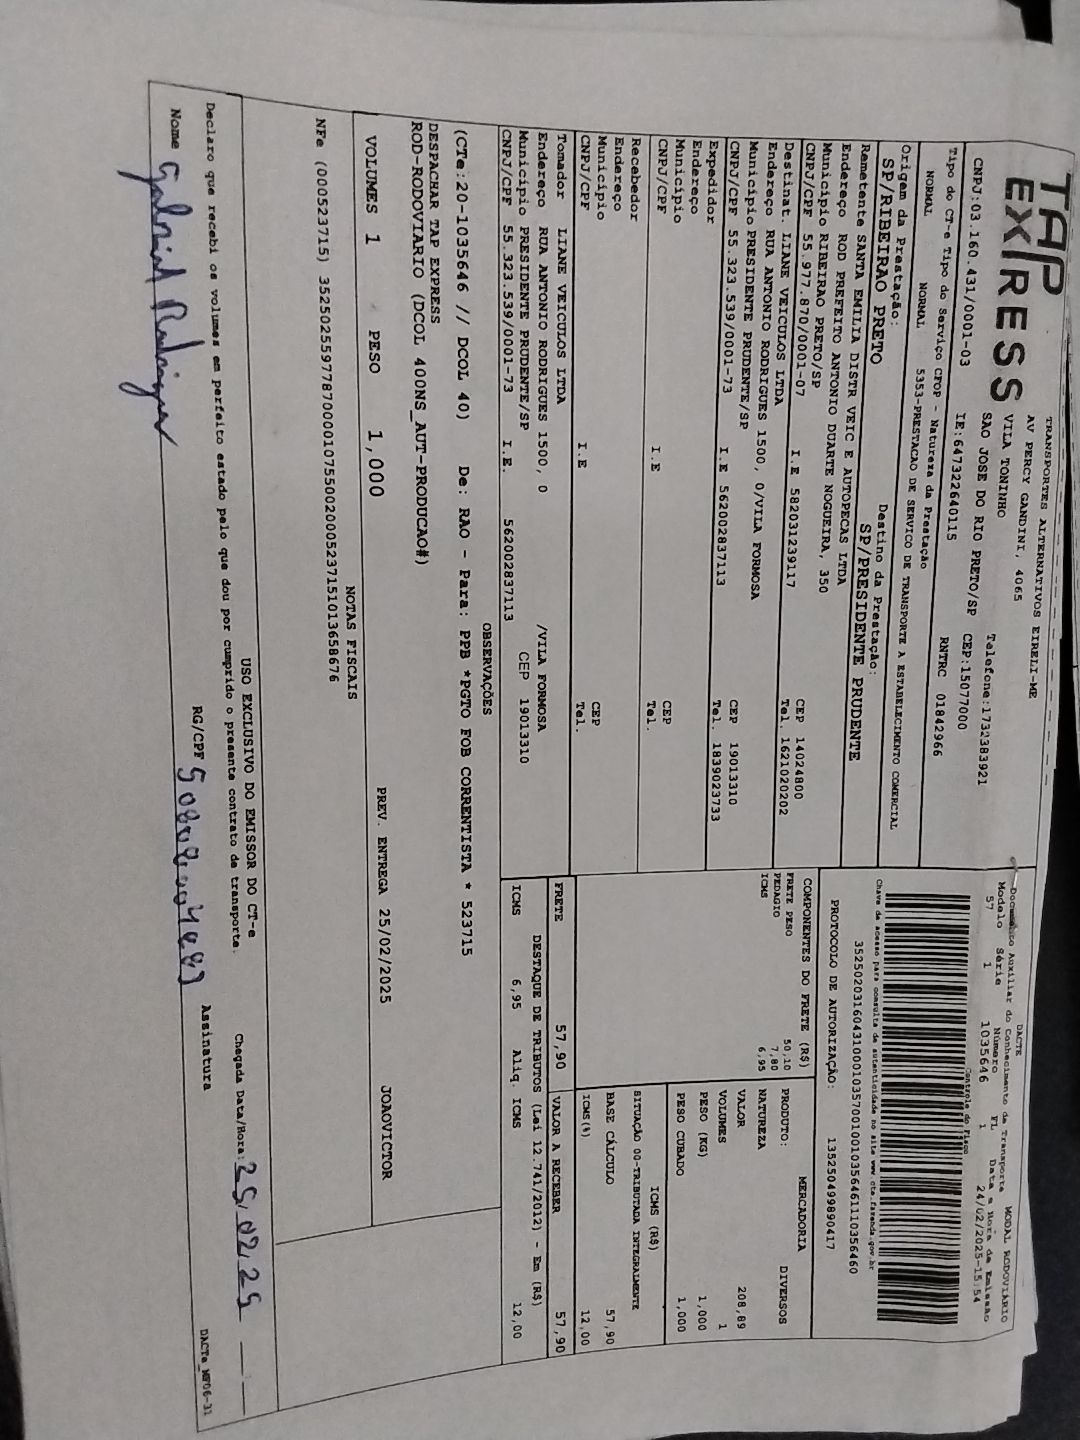 TAP EXPRESS
TRANSPORTES ALTERNATIVOS EIRELI-ME
AV PERCY GANDINI, 4065
VILA TONINHO
SAO JOSE DO RIO PRETO/SP
Telefone:1732383921
CEP:15077000
CNPJ:03.160.431/0001-03
IE:647322640115
RNTRC 01842966
Tipo do CT-e Tipo do Serviço CFOP - Natureza da Prestação
NORMAL NORMAL 5353-PRESTACAO DE SERVICO DE TRANSPORTE A ESTABELECIMENTO COMERCIAL
Origem da Prestação: Destino da Prestação:
SP/RIBEIRAO PRETO SP/PRESIDENTE PRUDENTE
Remetente SANTA EMILIA DISTR VEIC E AUTOPECAS LTDA
Endereço ROD PREFEITO ANTONIO DUARTE NOGUEIRA, 350
Município RIBEIRAO PRETO/SP CEP 14024800
CNPJ/CPF 55.977.870/0001-07 I.E 582031239117 Tel. 1621020202
Destinat. LIANE VEICULOS LTDA
Endereço RUA ANTONIO RODRIGUES 1500, 0/VILA FORMOSA
Município PRESIDENTE PRUDENTE/SP CEP 19013310
CNPJ/CPF 55.323.539/0001-73 I.E 562002837113 Tel. 1839023733
Expedidor
Endereço
Município CEP
CNPJ/CPF I.E Tel.
Recebedor
Endereço
Município CEP
CNPJ/CPF I.E Tel.
Tomador LIANE VEICULOS LTDA
Endereço RUA ANTONIO RODRIGUES 1500, 0 /VILA FORMOSA
Município PRESIDENTE PRUDENTE/SP CEP 19013310
CNPJ/CPF 55.323.539/0001-73 I.E. 562002837113
DACTE MODAL RODOVIÁRIO
Documento Auxiliar do Conhecimento de Transporte
Modelo Série Número FL Data e Hora de Emissão
57 1 1035646 1 24/02/2025-15:54
Controle do Fisco
35250203160431000103570010010356461110356460
Chave de acesso para consulta de autenticidade no site www.cte.fazenda.gov.br
PROTOCOLO DE AUTORIZAÇÃO: 135250499890417
COMPONENTES DO FRETE (R$)
FRETE PESO 50,10
PEDAGIO 7,80
ICMS 6,95
MERCADORIA
PRODUTO: DIVERSOS
NATUREZA
VALOR 208,89
VOLUMES 1
PESO (KG) 1,000
PESO CUBADO 1,000
ICMS (R$)
SITUAÇÃO 00-TRIBUTADA INTEGRALMENTE
BASE CÁLCULO 57,90
ICMS(%) 12,00
FRETE 57,90 VALOR A RECEBER 57,90
DESTAQUE DE TRIBUTOS (Lei 12.741/2012) - Em (R$)
ICMS 6,95 Aliq. ICMS 12,00
OBSERVAÇÕES
(CTe:20-1035646 // DCOL 40) De: RAO - Para: PPB *PGTO FOB CORRENTISTA * 523715
DESPACHAR TAP EXPRESS
ROD-RODOVIARIO (DCOL 400NS_AUT-PRODUCAO#)
VOLUMES 1 PESO 1,000 PREV. ENTREGA 25/02/2025 JOAOVICTOR
NOTAS FISCAIS
NFe (000523715) 35250255977870000107550020005237151013658676
USO EXCLUSIVO DO EMISSOR DO CT-e
Declaro que recebi os volumes em perfeito estado pelo que dou por cumprido o presente contrato de transporte. Chegada Data/Hora: 25.02.25
Nome Gabriel Rodrigues RG/CPF Assinatura
DACTe_MF06-31